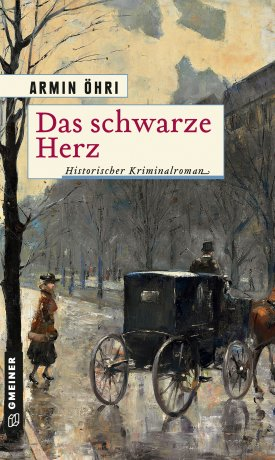 ARMIN ÖHRI
Das schwarze
Herz
Historischer Kriminalroman
GMEINER